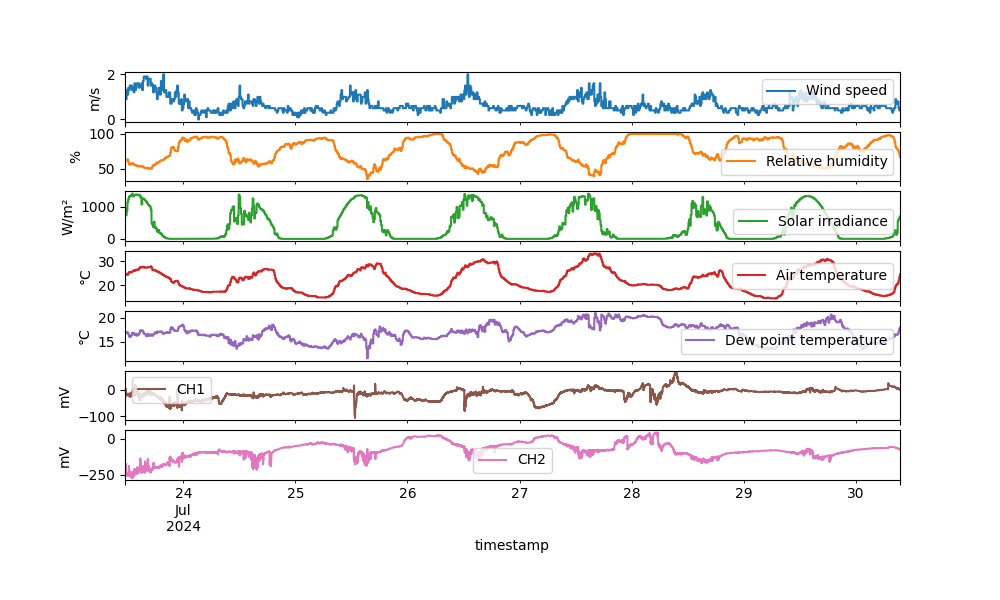 2
0
m/s
Wind speed
100
50
%
Relative humidity
1000
0
W/m²
Solar irradiance
30
20
°C
Air temperature
20
15
°C
Dew point temperature
0
−100
mV
CH1
0
−250
mV
CH2
24 25 26 27 28 29 30
Jul
2024
timestamp